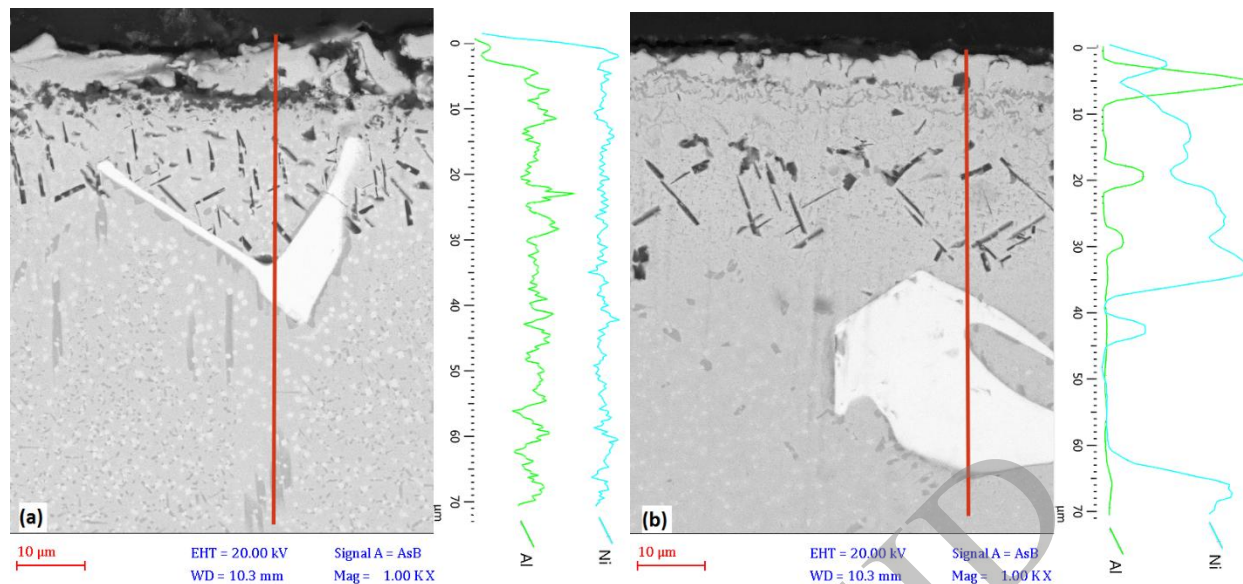 0
10
20
30
40
50
60
70
μm
Al
Ni
(a)
10 μm
EHT = 20.00 kV
Signal A = AsB
WD = 10.3 mm
Mag = 1.00 K X
0
10
20
30
40
50
60
70
μm
Al
Ni
(b)
10 μm
EHT = 20.00 kV
Signal A = AsB
WD = 10.3 mm
Mag = 1.00 K X